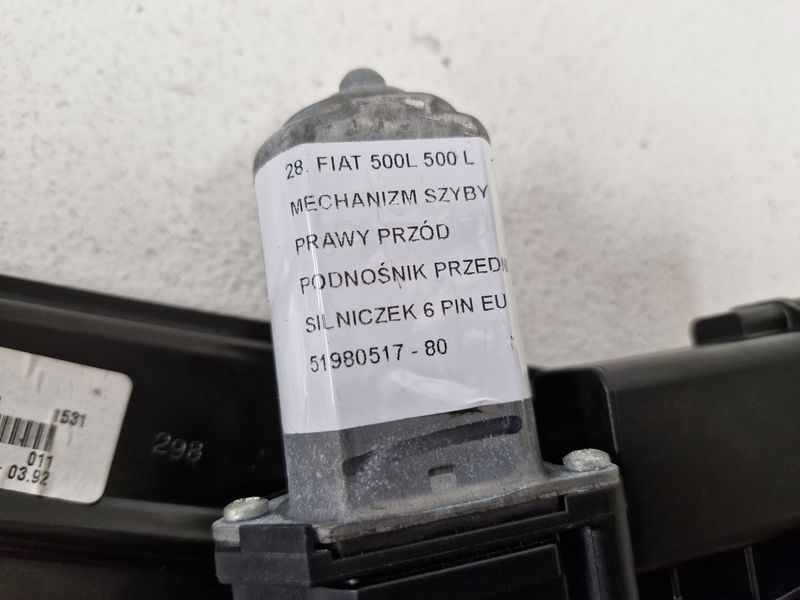 28. FIAT 500L 500 L
MECHANIZM SZYBY
PRAWY PRZÓD
PODNOŚNIK PRZEDN
SILNICZEK 6 PIN EU
51980517 - 80
1531
011
03.92
298